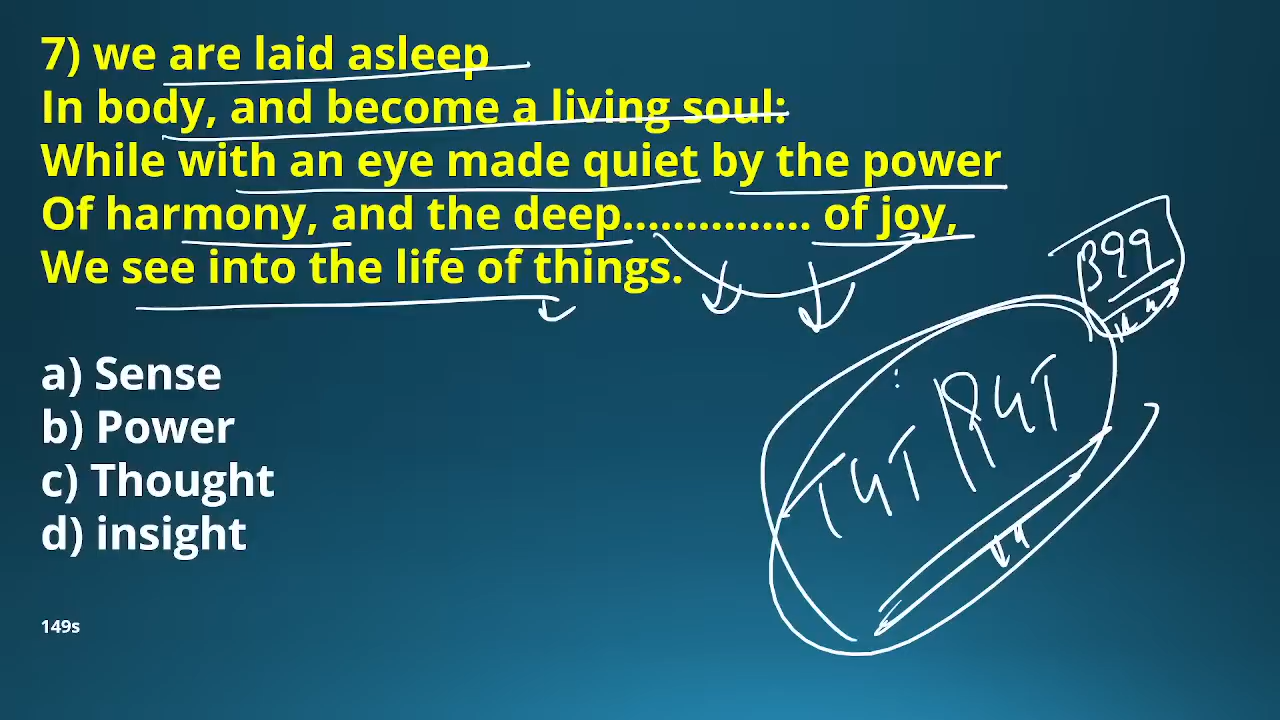 7) we are laid asleep
In body, and become a living soul:
While with an eye made quiet by the power
Of harmony, and the deep............... of joy,
We see into the life of things.
399
a) Sense
b) Power
c) Thought
d) insight
TGT/PGT
149s